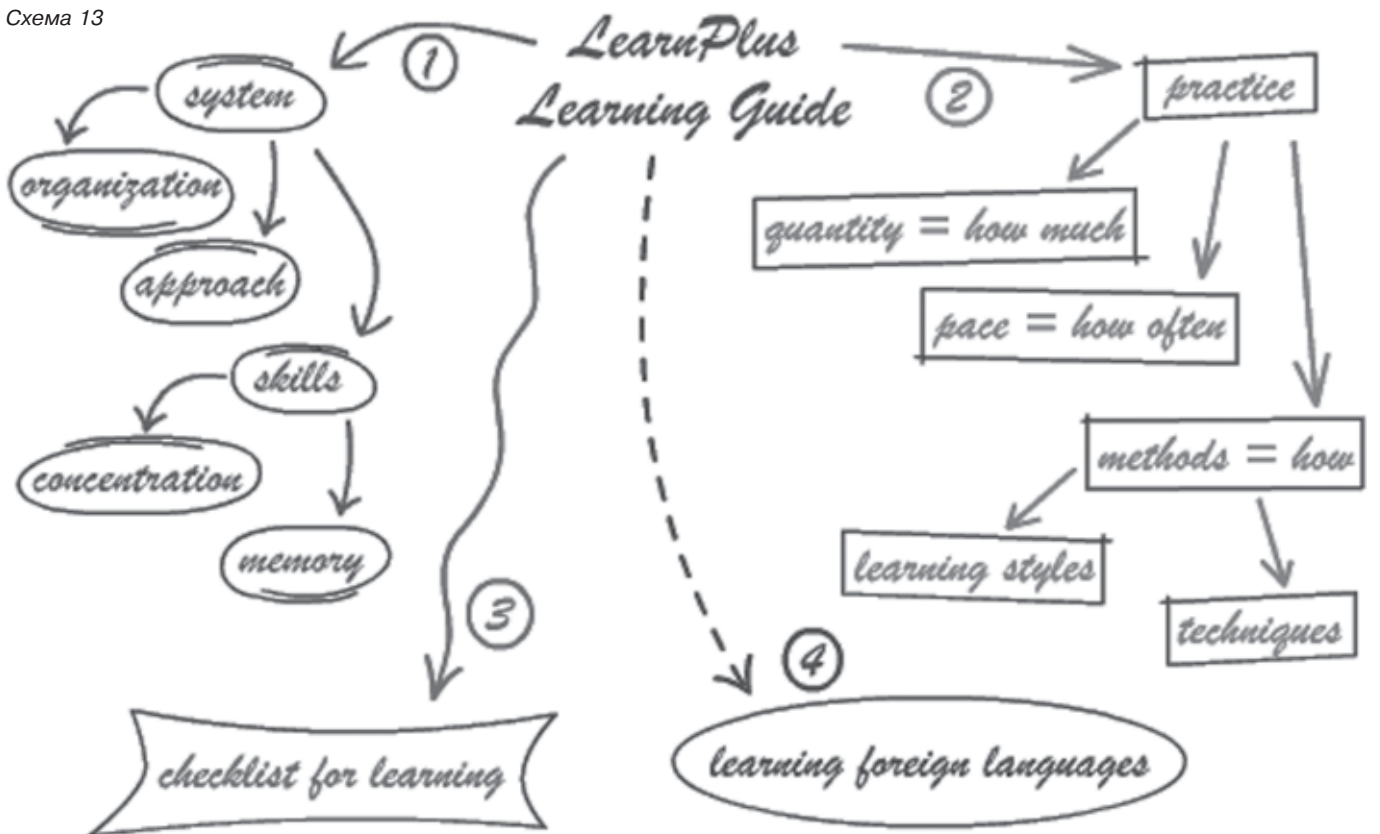 Схема 13
LearnPlus
Learning Guide
1
system
organization
approach
skills
concentration
memory
2
practice
quantity = how much
pace = how often
methods = how
learning styles
techniques
3
checklist for learning
4
learning foreign languages